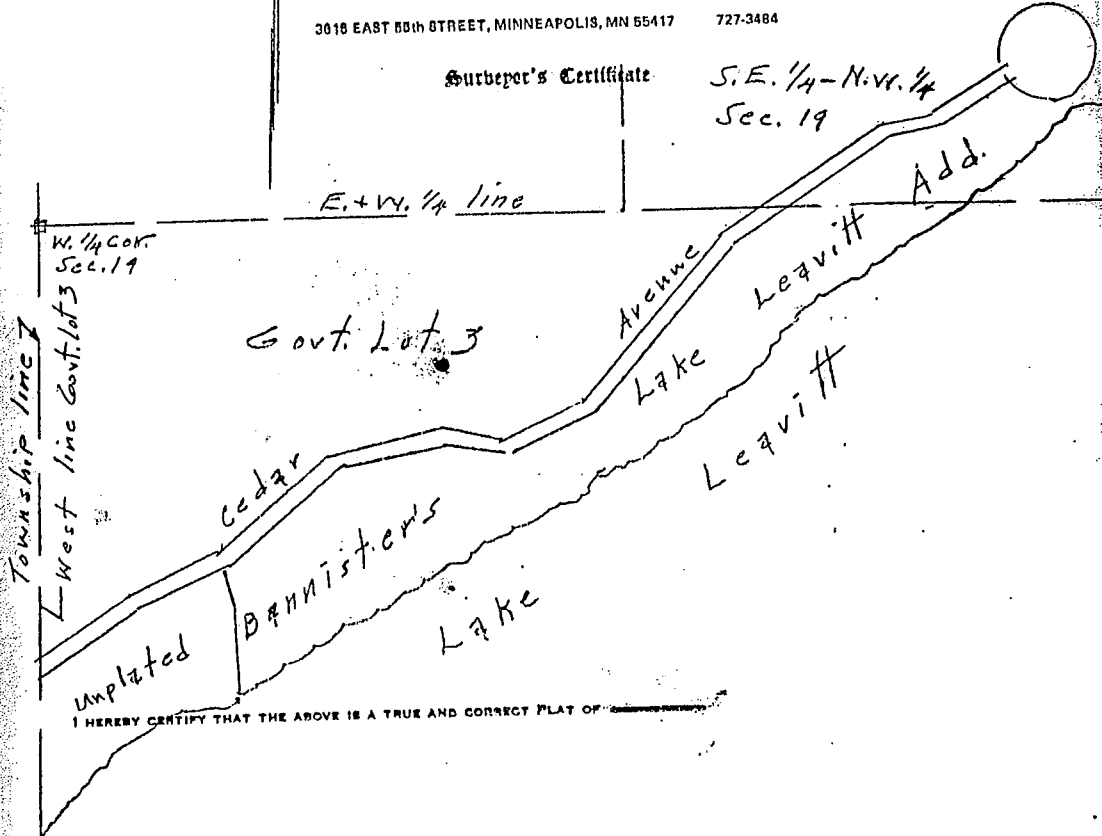 3016 EAST 55th STREET, MINNEAPOLIS, MN 55417 727-3484
Surveyor's Certificate
S.E. 1/4 - N.W. 1/4
Sec. 19
E. + W. 1/4 line
W. 1/4 Cor.
Sec. 19
Township line
West line Govt. lot 3
Govt. Lot 3
Cedar Avenue
Bannister's Lake Leavitt Add.
Lake Leavitt
Unplated
I HEREBY CERTIFY THAT THE ABOVE IS A TRUE AND CORRECT PLAT OF